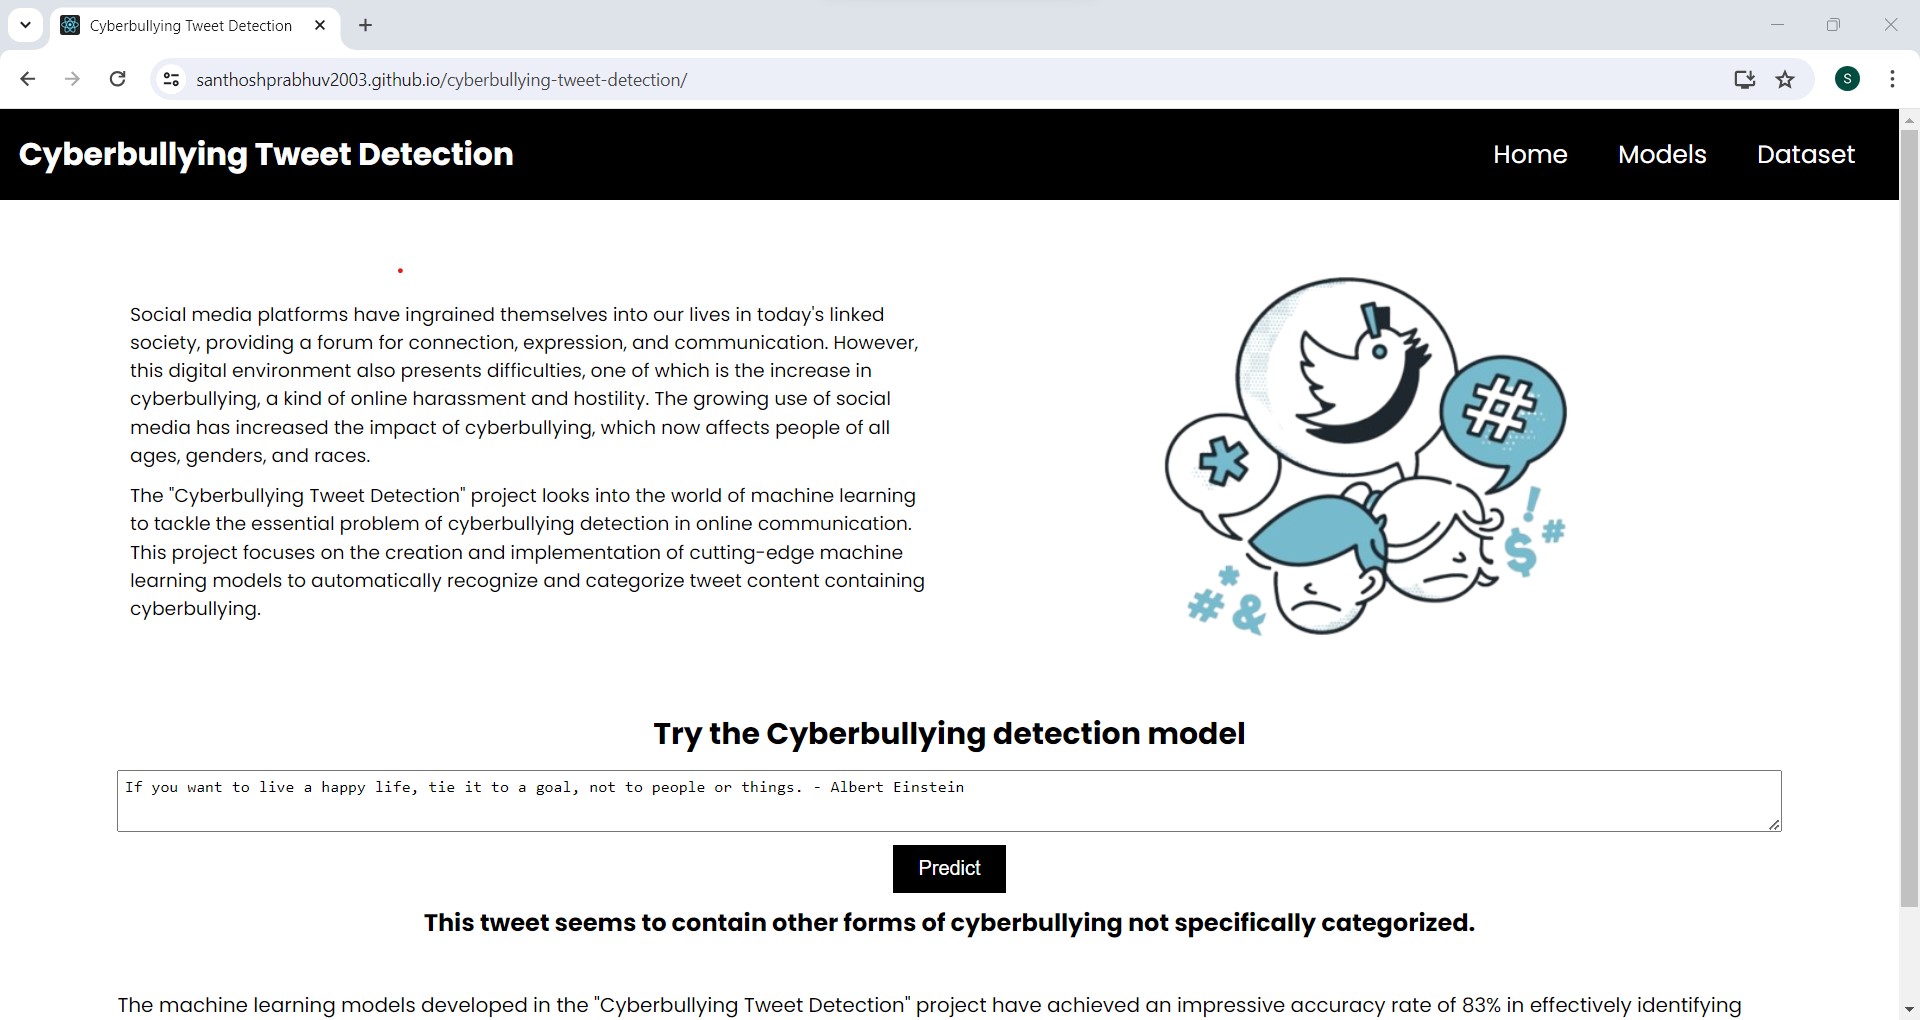 Cyberbullying Tweet Detection
santhoshprabhuv2003.github.io/cyberbullying-tweet-detection/
S
Cyberbullying Tweet Detection
Home
Models
Dataset
Social media platforms have ingrained themselves into our lives in today's linked
society, providing a forum for connection, expression, and communication. However,
this digital environment also presents difficulties, one of which is the increase in
cyberbullying, a kind of online harassment and hostility. The growing use of social
media has increased the impact of cyberbullying, which now affects people of all
ages, genders, and races.
The "Cyberbullying Tweet Detection" project looks into the world of machine learning
to tackle the essential problem of cyberbullying detection in online communication.
This project focuses on the creation and implementation of cutting-edge machine
learning models to automatically recognize and categorize tweet content containing
cyberbullying.
#
*
!
#
$
*
#
&
Try the Cyberbullying detection model
If you want to live a happy life, tie it to a goal, not to people or things. - Albert Einstein
Predict
This tweet seems to contain other forms of cyberbullying not specifically categorized.
The machine learning models developed in the "Cyberbullying Tweet Detection" project have achieved an impressive accuracy rate of 83% in effectively identifying